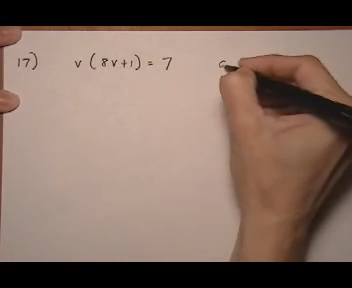 17) v (8v+1) = 7